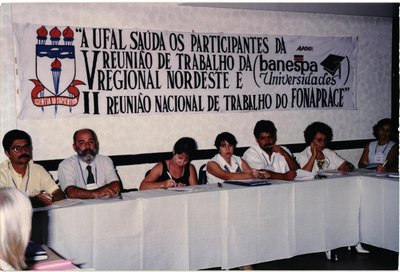 "A UFAL SAÚDA OS PARTICIPANTES DA
V REUNIÃO DE TRABALHO DA
REGIONAL NORDESTE E
II REUNIÃO NACIONAL DE TRABALHO DO FONAPRACE"
APOIO:
banespa
Universidades